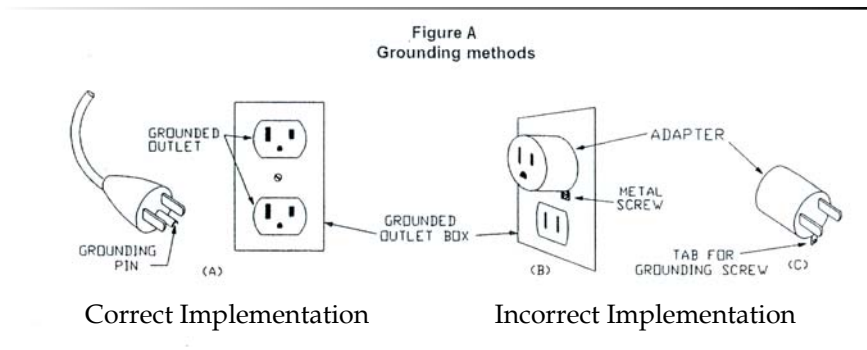 Figure A
Grounding methods
GROUNDED
OUTLET
GROUNDING
PIN
(A)
GROUNDED
OUTLET BOX
ADAPTER
METAL
SCREW
(B)
TAB FOR
GROUNDING SCREW
(C)
Correct Implementation
Incorrect Implementation